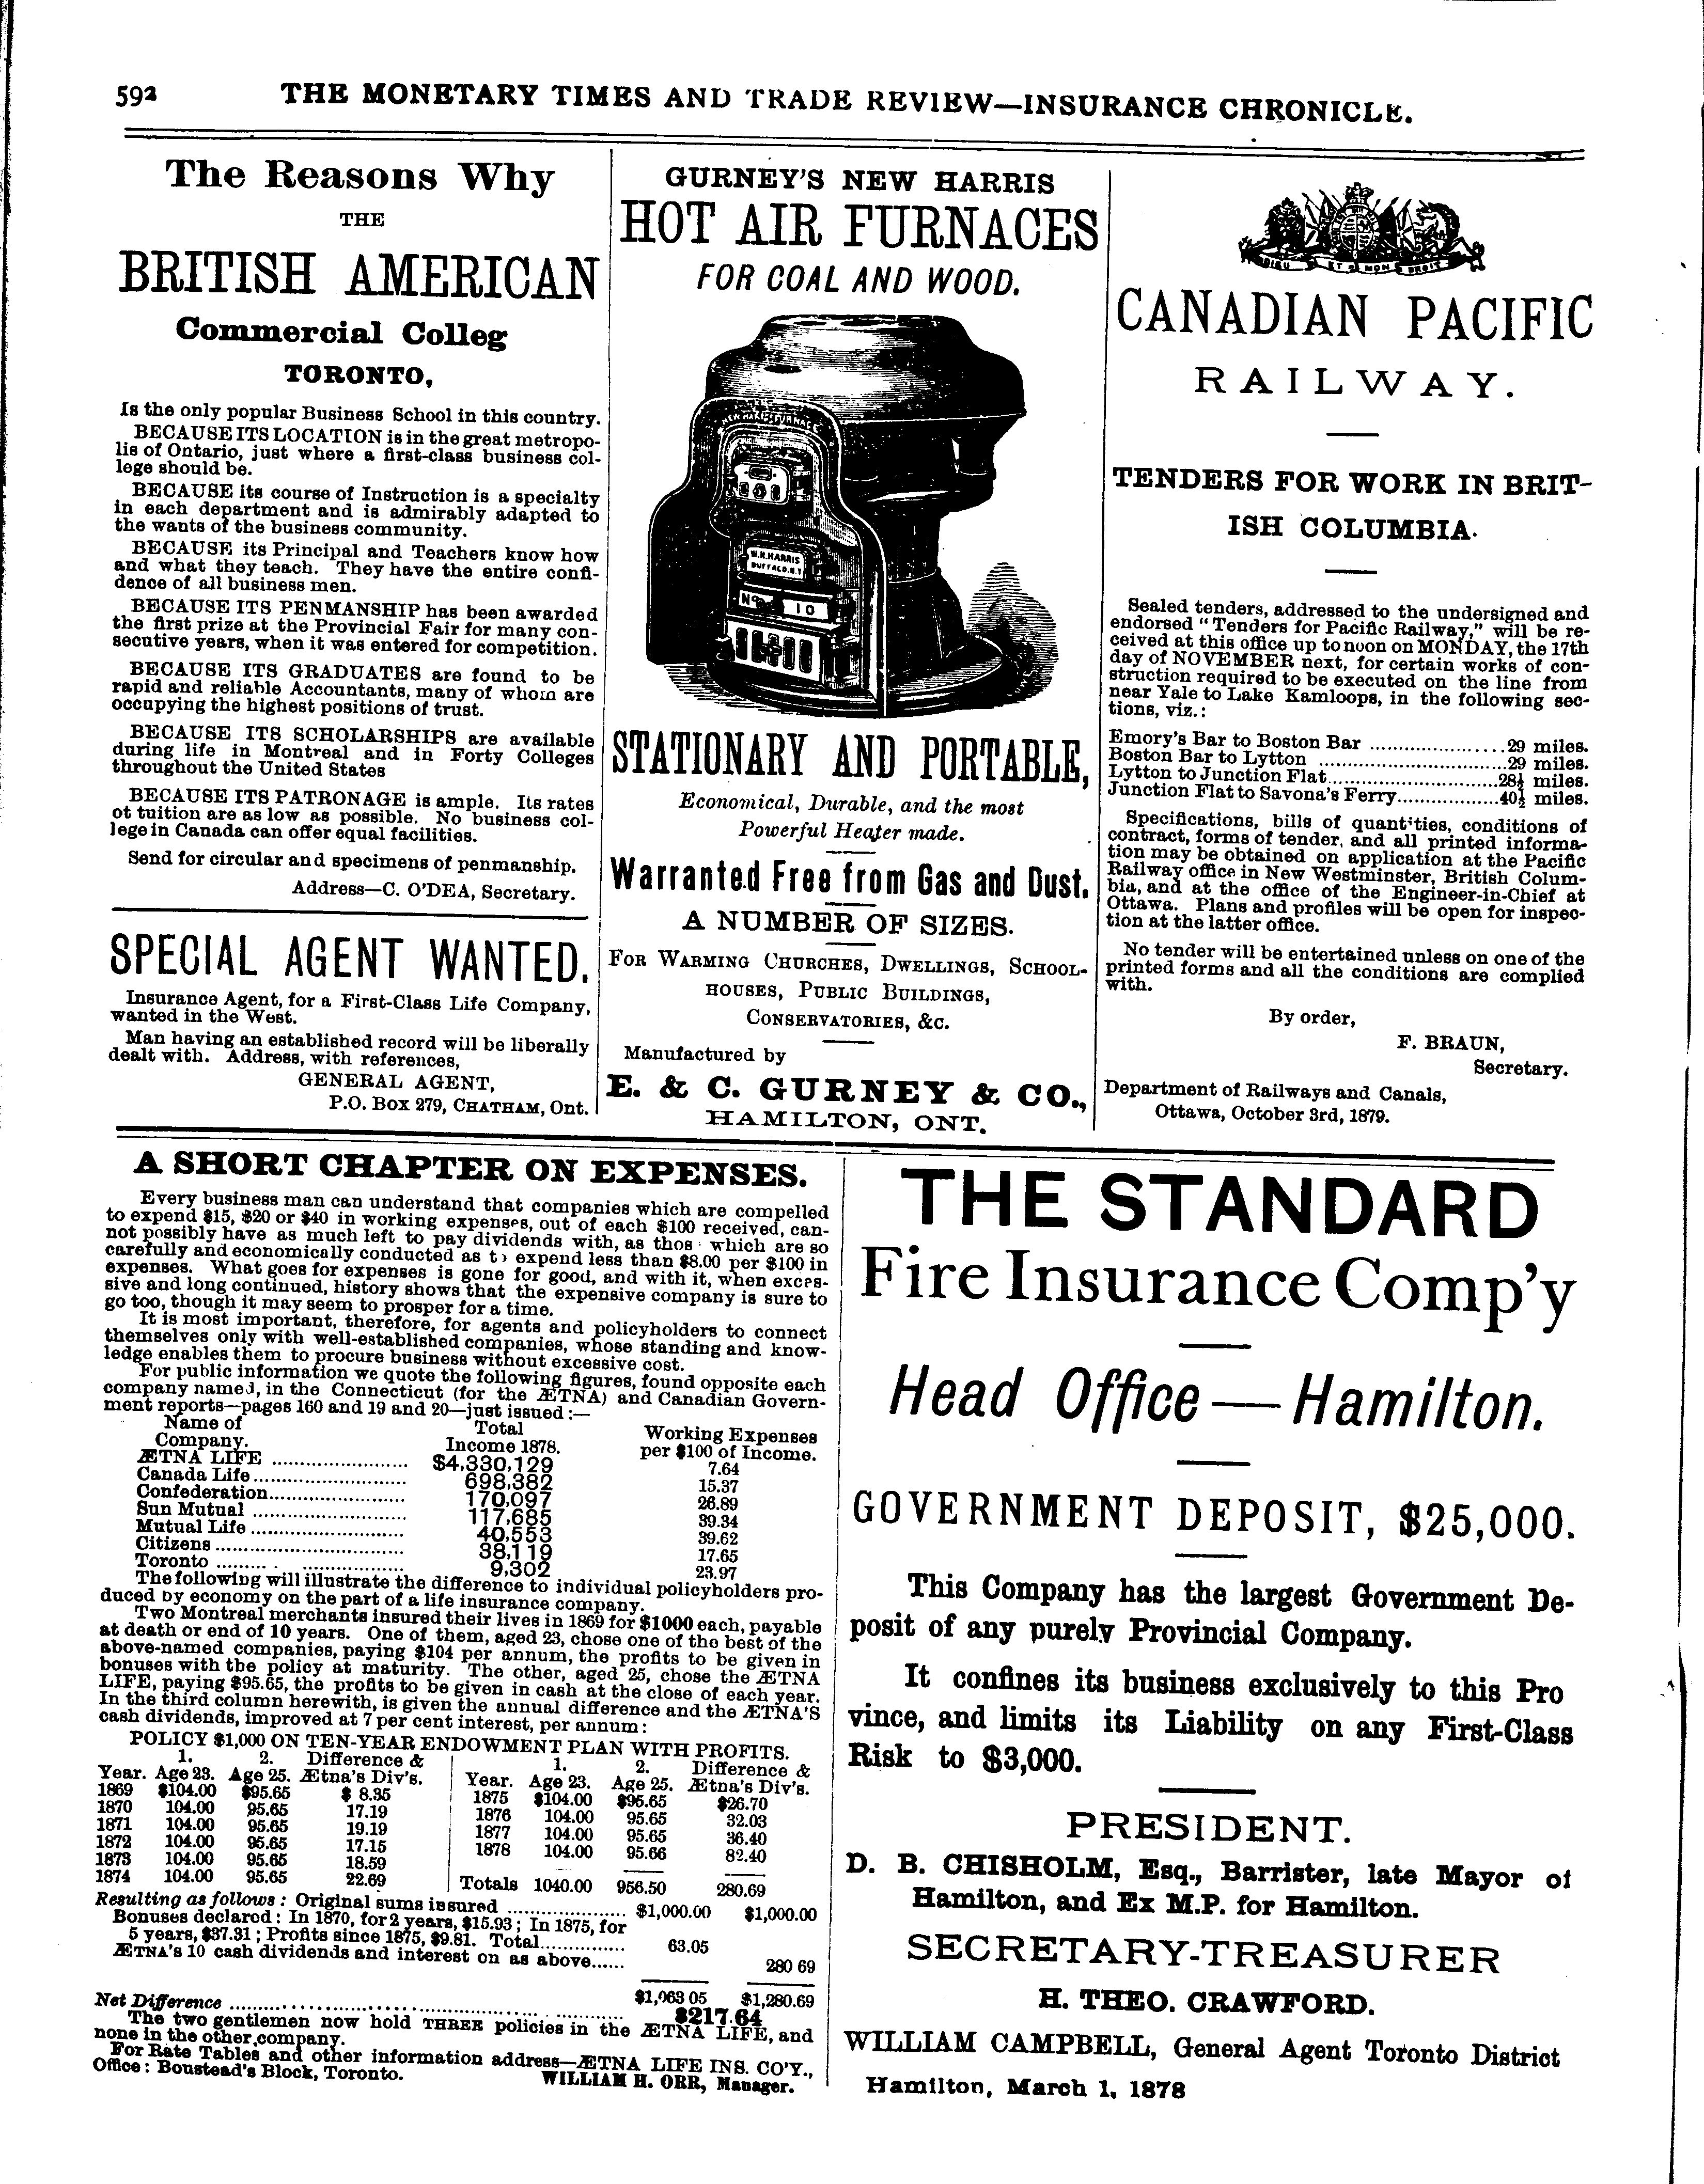 592 THE MONETARY TIMES AND TRADE REVIEW—INSURANCE CHRONICLE.
The Reasons Why
THE
BRITISH AMERICAN
Commercial Colleg
TORONTO,
Is the only popular Business School in this country.
BECAUSE ITS LOCATION is in the great metropo-
lis of Ontario, just where a first-class business col-
lege should be.
BECAUSE its course of Instruction is a specialty
in each department and is admirably adapted to
the wants of the business community.
BECAUSE its Principal and Teachers know how
and what they teach. They have the entire confi-
dence of all business men.
BECAUSE ITS PENMANSHIP has been awarded
the first prize at the Provincial Fair for many con-
secutive years, when it was entered for competition.
BECAUSE ITS GRADUATES are found to be
rapid and reliable Accountants, many of whom are
occupying the highest positions of trust.
BECAUSE ITS SCHOLARSHIPS are available
during life in Montreal and in Forty Colleges
throughout the United States
BECAUSE ITS PATRONAGE is ample. Its rates
of tuition are as low as possible. No business col-
lege in Canada can offer equal facilities.
Send for circular and specimens of penmanship.
Address—C. O'DEA, Secretary.
SPECIAL AGENT WANTED.
Insurance Agent, for a First-Class Life Company,
wanted in the West.
Man having an established record will be liberally
dealt with. Address, with references,
GENERAL AGENT,
P.O. BOX 279, CHATHAM, Ont.
GURNEY'S NEW HARRIS
HOT AIR FURNACES
FOR COAL AND WOOD.
NEW HARRIS FURNACE
W.H. HARRIS
BUFFALO. N.Y
No 10
STATIONARY AND PORTABLE,
Economical, Durable, and the most
Powerful Heater made.
Warranted Free from Gas and Dust.
A NUMBER OF SIZES.
FOR WARMING CHURCHES, DWELLINGS, SCHOOL-
HOUSES, PUBLIC BUILDINGS,
CONSERVATORIES, &C.
Manufactured by
E. & C. GURNEY & CO.,
HAMILTON, ONT.
DIEU ET MON DROIT
CANADIAN PACIFIC
RAILWAY.
TENDERS FOR WORK IN BRIT-
ISH COLUMBIA.
Sealed tenders, addressed to the undersigned and
endorsed "Tenders for Pacific Railway," will be re-
ceived at this office up to noon on MONDAY, the 17th
day of NOVEMBER next, for certain works of con-
struction required to be executed on the line from
near Yale to Lake Kamloops, in the following sec-
tions, viz.:
Emory's Bar to Boston Bar ......................29 miles.
Boston Bar to Lytton ...............................29 miles.
Lytton to Junction Flat............................28½ miles.
Junction Flat to Savona's Ferry.................40½ miles.
Specifications, bills of quantities, conditions of
contract, forms of tender, and all printed informa-
tion may be obtained on application at the Pacific
Railway office in New Westminster, British Colum-
bia, and at the office of the Engineer-in-Chief at
Ottawa. Plans and profiles will be open for inspec-
tion at the latter office.
No tender will be entertained unless on one of the
printed forms and all the conditions are complied
with.
By order,
F. BRAUN,
Secretary.
Department of Railways and Canals,
Ottawa, October 3rd, 1879.
A SHORT CHAPTER ON EXPENSES.
Every business man can understand that companies which are compelled
to expend $15, $20 or $40 in working expenses, out of each $100 received, can-
not possibly have as much left to pay dividends with, as thos which are so
carefully and economically conducted as to expend less than $8.00 per $100 in
expenses. What goes for expenses is gone for good, and with it, when exces-
sive and long continued, history shows that the expensive company is sure to
go too, though it may seem to prosper for a time.
It is most important, therefore, for agents and policyholders to connect
themselves only with well-established companies, whose standing and know-
ledge enables them to procure business without excessive cost.
For public information we quote the following figures, found opposite each
company named, in the Connecticut (for the ÆTNA) and Canadian Govern-
ment reports—pages 160 and 19 and 20—just issued:—
Name of Total Working Expenses
Company. Income 1878. per $100 of Income.
ÆTNA LIFE ......................... $4,330,129 7.64
Canada Life............................ 698,382 15.37
Confederation......................... 170,097 26.89
Sun Mutual ............................ 117,685 39.34
Mutual Life ............................ 40,553 39.62
Citizens .................................. 38,119 17.65
Toronto ......... . .................... 9,302 23.97
The following will illustrate the difference to individual policyholders pro-
duced by economy on the part of a life insurance company.
Two Montreal merchants insured their lives in 1869 for $1000 each, payable
at death or end of 10 years. One of them, aged 23, chose one of the best of the
above-named companies, paying $104 per annum, the profits to be given in
bonuses with the policy at maturity. The other, aged 25, chose the ÆTNA
LIFE, paying $95.65, the profits to be given in cash at the close of each year.
In the third column herewith, is given the annual difference and the ÆTNA'S
cash dividends, improved at 7 per cent interest, per annum:
POLICY $1,000 ON TEN-YEAR ENDOWMENT PLAN WITH PROFITS.
1. 2. Difference & 1. 2. Difference &
Year. Age 23. Age 25. Ætna's Div's. Year. Age 23. Age 25. Ætna's Div's.
1869 $104.00 $95.65 $ 8.35 1875 $104.00 $95.65 $26.70
1870 104.00 95.65 17.19 1876 104.00 95.65 32.03
1871 104.00 95.65 19.19 1877 104.00 95.65 36.40
1872 104.00 95.65 17.15 1878 104.00 95.66 82.40
1873 104.00 95.65 18.59
1874 104.00 95.65 22.69 Totals 1040.00 956.50 280.69
Resulting as follows: Original sums insured ..................... $1,000.00 $1,000.00
Bonuses declared: In 1870, for 2 years, $15.93; In 1875, for
5 years, $37.31; Profits since 1875, $9.81. Total............... 63.05
ÆTNA'S 10 cash dividends and interest on as above...... 280 69
$1,063 05 $1,280.69
Net Difference ............................................................ $217.64
The two gentlemen now hold THREE policies in the ÆTNA LIFE, and
none in the other company.
For Rate Tables and other information address—ÆTNA LIFE INS. CO'Y.,
Office: Boustead's Block, Toronto. WILLIAM H. ORR, Manager.
THE STANDARD
Fire Insurance Comp'y
Head Office—Hamilton.
GOVERNMENT DEPOSIT, $25,000.
This Company has the largest Government De-
posit of any purely Provincial Company.
It confines its business exclusively to this Pro
vince, and limits its Liability on any First-Class
Risk to $3,000.
PRESIDENT.
D. B. CHISHOLM, Esq., Barrister, late Mayor of
Hamilton, and Ex M.P. for Hamilton.
SECRETARY-TREASURER
H. THEO. CRAWFORD.
WILLIAM CAMPBELL, General Agent Toronto District
Hamilton, March 1, 1878